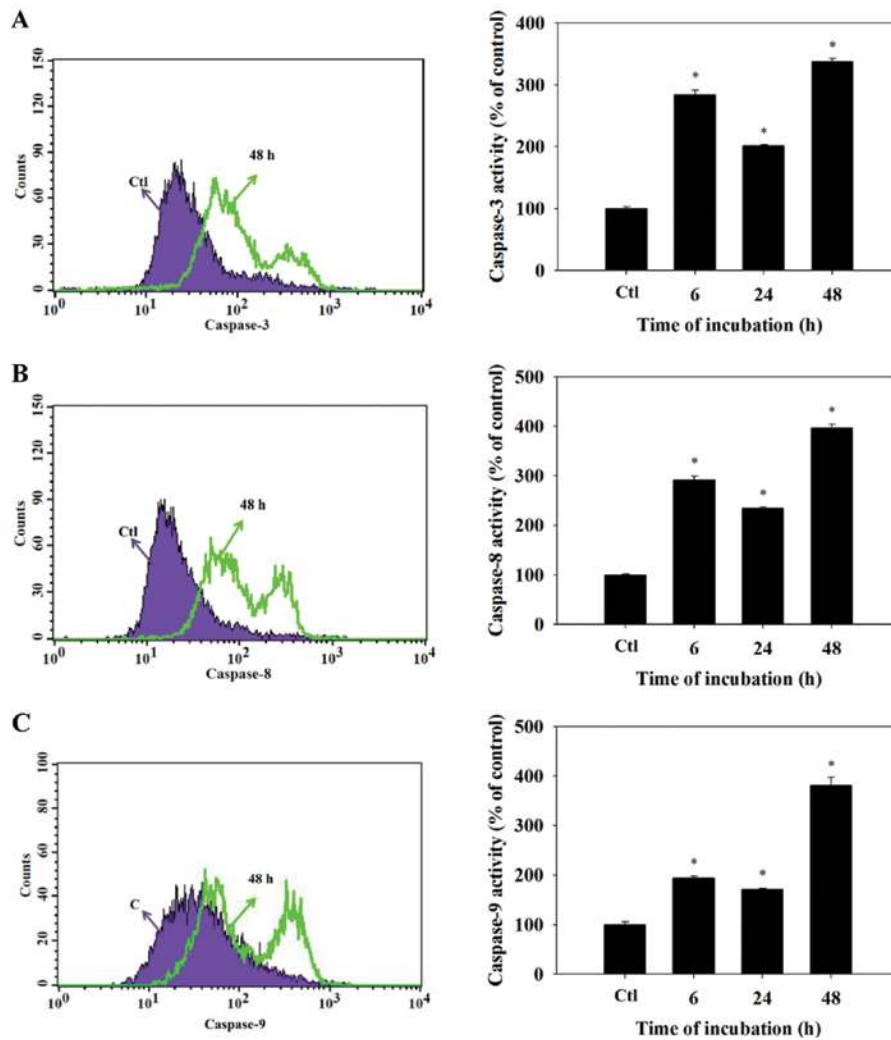 A
Counts
150
120
90
60
30
0
Ctl
48 h
10^0 10^1 10^2 10^3 10^4
Caspase-3
Caspase-3 activity (% of control)
400
300
200
100
0
*
*
*
Ctl 6 24 48
Time of incubation (h)
B
Counts
150
120
90
60
30
0
Ctl
48 h
10^0 10^1 10^2 10^3 10^4
Caspase-8
Caspase-8 activity (% of control)
500
400
300
200
100
0
*
*
*
Ctl 6 24 48
Time of incubation (h)
C
Counts
100
80
60
40
20
0
C
48 h
10^0 10^1 10^2 10^3 10^4
Caspase-9
Caspase-9 activity (% of control)
500
400
300
200
100
0
*
*
*
Ctl 6 24 48
Time of incubation (h)